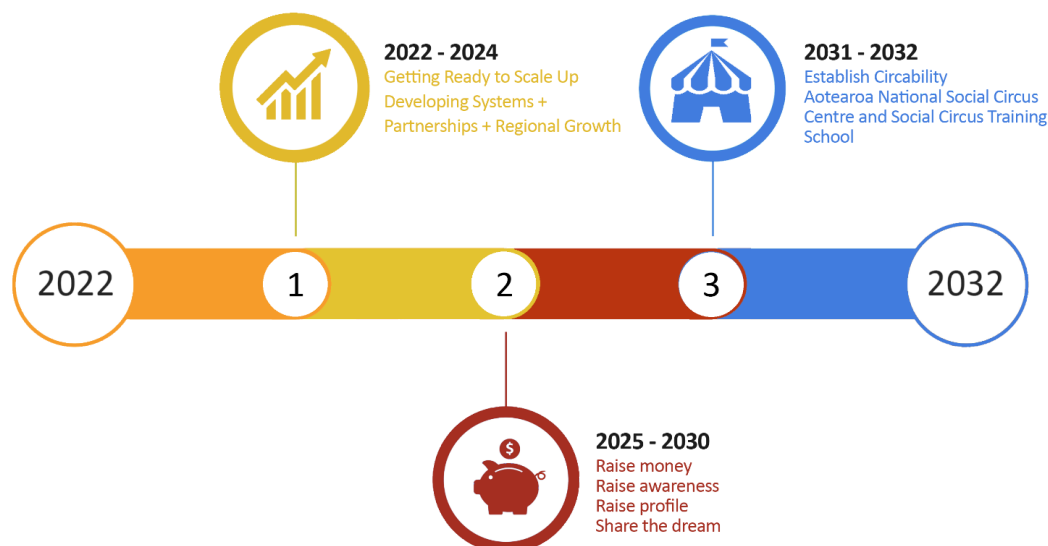 2022 - 2024
Getting Ready to Scale Up
Developing Systems +
Partnerships + Regional Growth
2031 - 2032
Establish Circability
Aotearoa National Social Circus
Centre and Social Circus Training
School
2022
1
2
3
2032
$
2025 - 2030
Raise money
Raise awareness
Raise profile
Share the dream